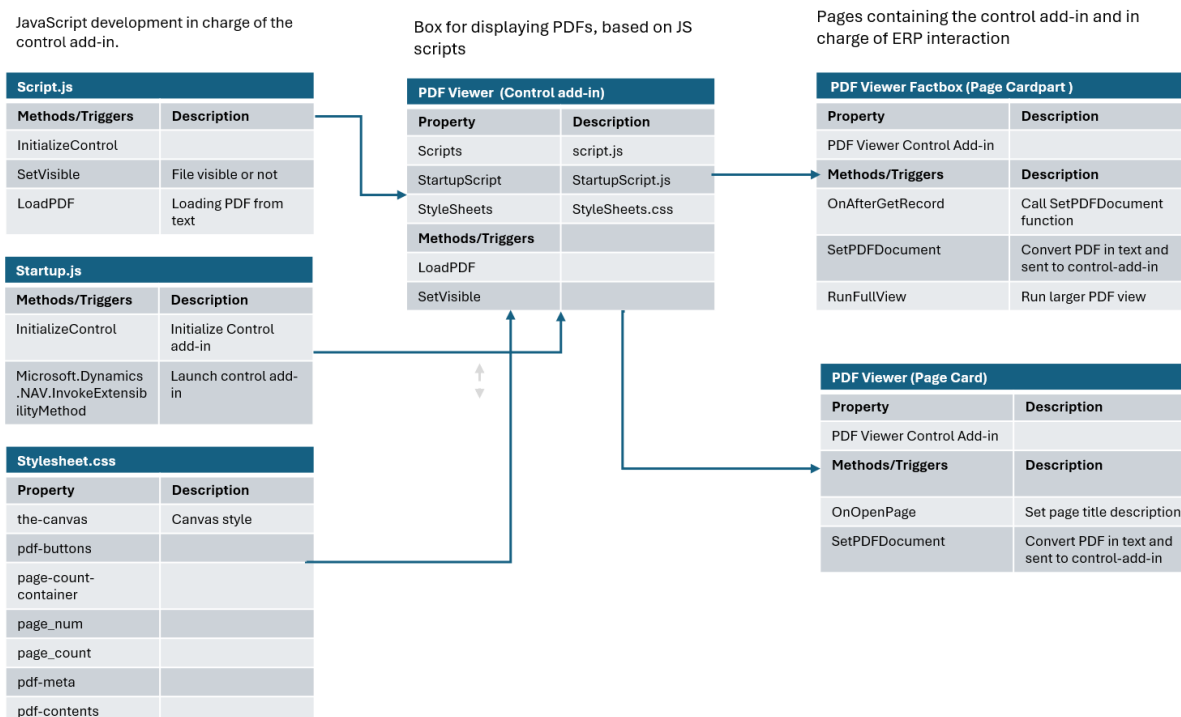 JavaScript development in charge of the
control add-in.
Script.js
Methods/Triggers Description
InitializeControl
SetVisible File visible or not
LoadPDF Loading PDF from
text
Startup.js
Methods/Triggers Description
InitializeControl Initialize Control
add-in
Microsoft.Dynamics Launch control add-
.NAV.InvokeExtensib in
ilityMethod
Stylesheet.css
Property Description
the-canvas Canvas style
pdf-buttons
page-count-
container
page_num
page_count
pdf-meta
pdf-contents
Box for displaying PDFs, based on JS
scripts
PDF Viewer (Control add-in)
Property Description
Scripts script.js
StartupScript StartupScript.js
StyleSheets StyleSheets.css
Methods/Triggers
LoadPDF
SetVisible
Pages containing the control add-in and in
charge of ERP interaction
PDF Viewer Factbox (Page Cardpart )
Property Description
PDF Viewer Control Add-in
Methods/Triggers Description
OnAfterGetRecord Call SetPDFDocument
function
SetPDFDocument Convert PDF in text and
sent to control-add-in
RunFullView Run larger PDF view
PDF Viewer (Page Card)
Property Description
PDF Viewer Control Add-in
Methods/Triggers Description
OnOpenPage Set page title description
SetPDFDocument Convert PDF in text and
sent to control-add-in